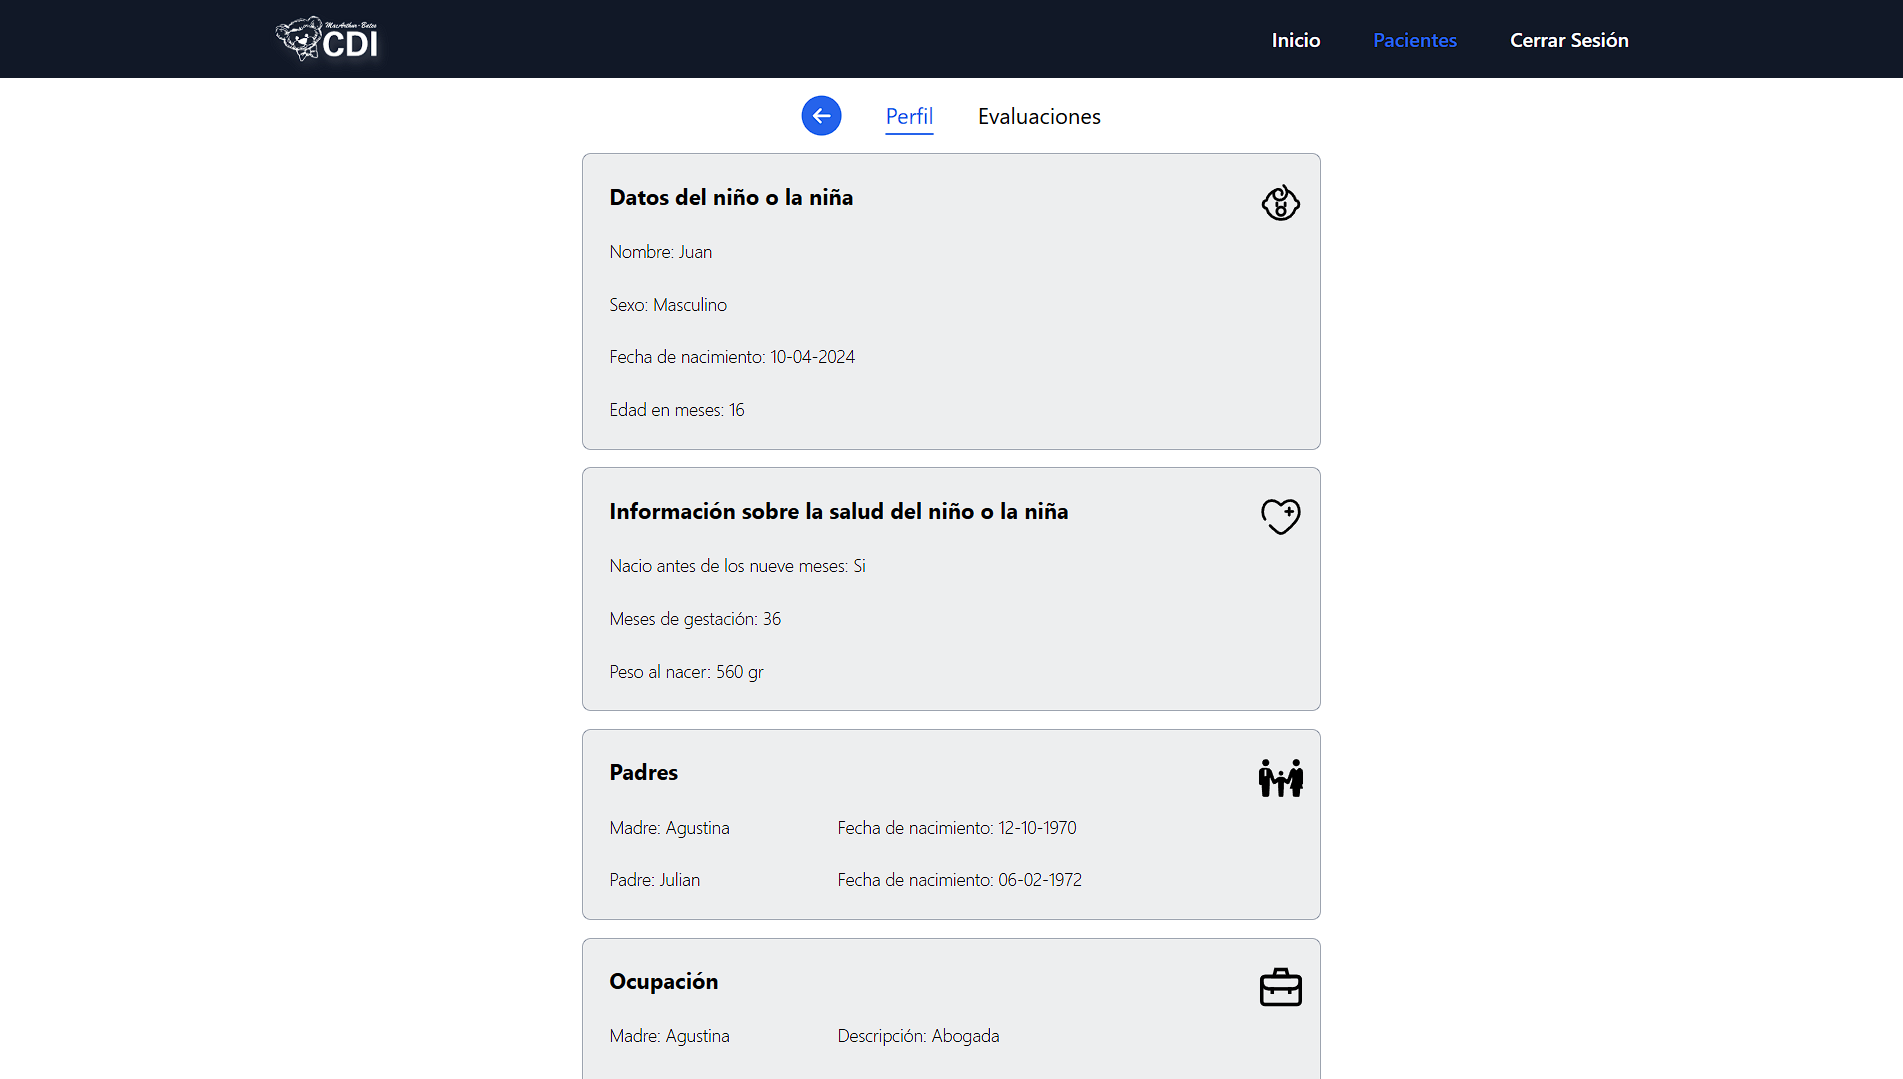 MacArthur-Bates
CDI
Inicio
Pacientes
Cerrar Sesión
Perfil
Evaluaciones
Datos del niño o la niña
Nombre: Juan
Sexo: Masculino
Fecha de nacimiento: 10-04-2024
Edad en meses: 16
Información sobre la salud del niño o la niña
Nacio antes de los nueve meses: Si
Meses de gestación: 36
Peso al nacer: 560 gr
Padres
Madre: Agustina Fecha de nacimiento: 12-10-1970
Padre: Julian Fecha de nacimiento: 06-02-1972
Ocupación
Madre: Agustina Descripción: Abogada